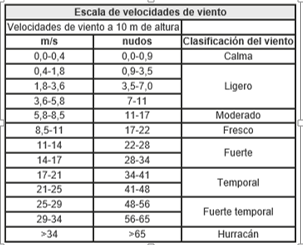 Escala de velocidades de viento
Velocidades de viento a 10 m de altura
m/s nudos Clasificación del viento
0,0-0,4 0,0-0,9 Calma
0,4-1,8 0,9-3,5
1,8-3,6 3,5-7,0 Ligero
3,6-5,8 7-11
5,8-8,5 11-17 Moderado
8,5-11 17-22 Fresco
11-14 22-28 Fuerte
14-17 28-34
17-21 34-41 Temporal
21-25 41-48
25-29 48-56 Fuerte temporal
29-34 56-65
>34 >65 Hurracán